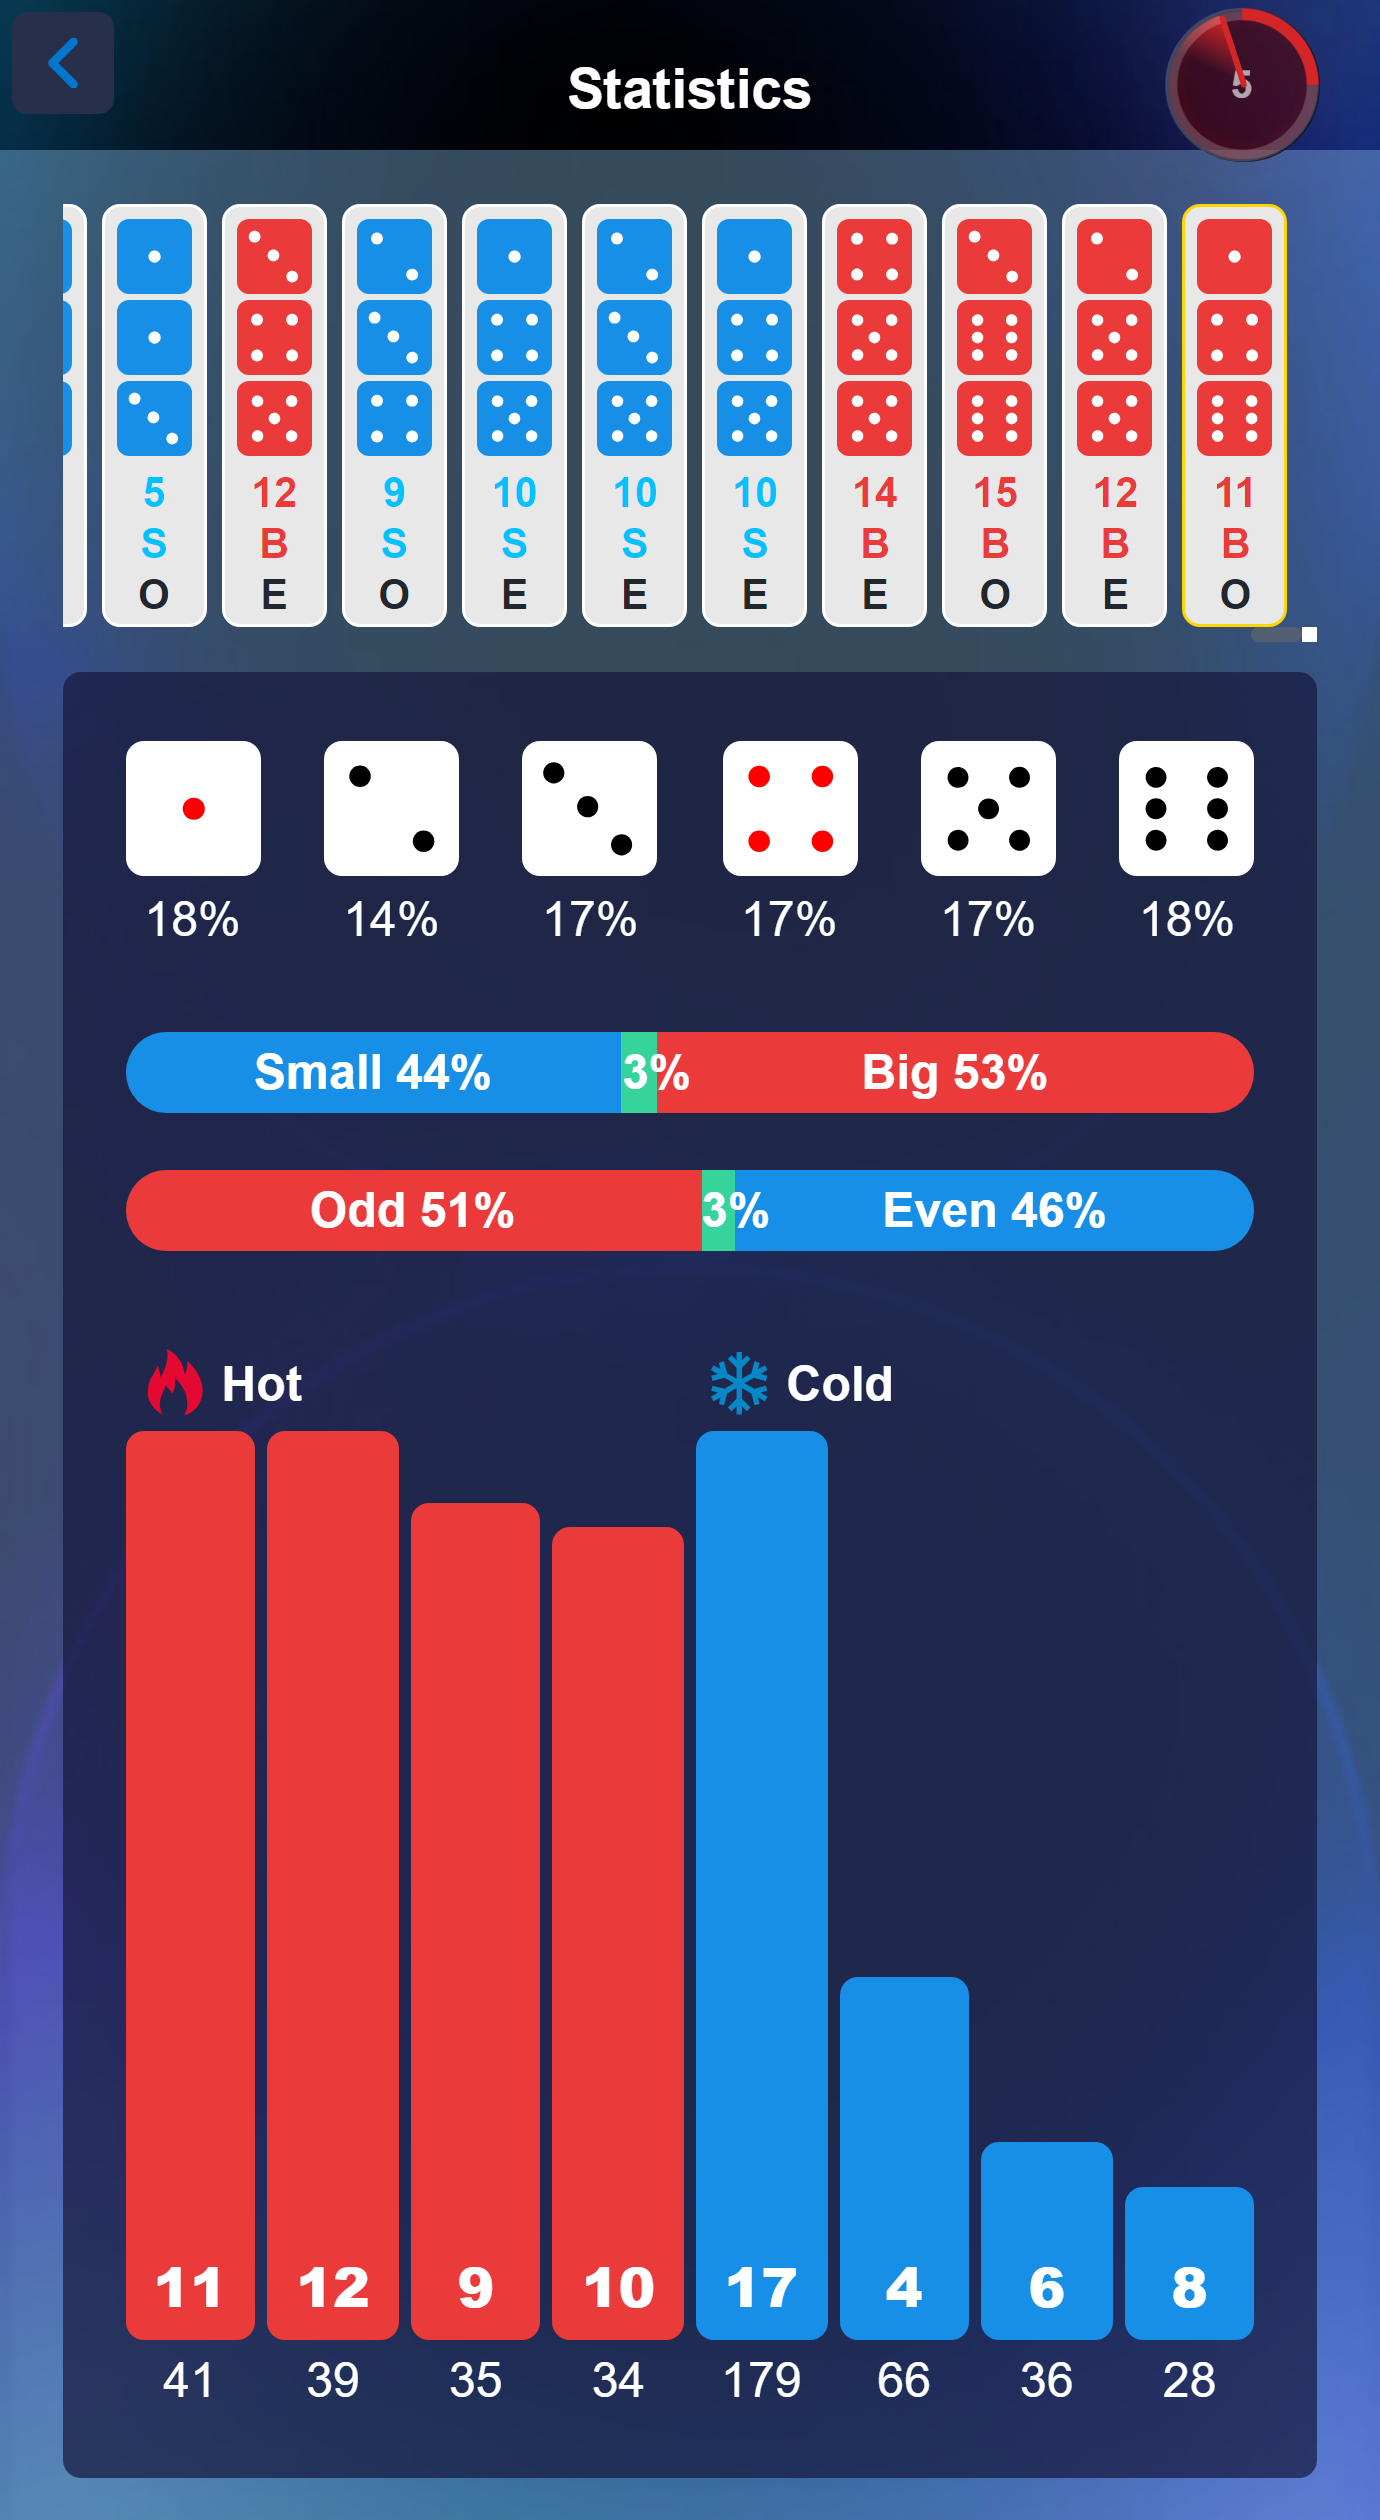 Statistics
5
5 12 9 10 10 10 14 15 12 11
S B S S S S B B B B
O E O E E E E O E O
18% 14% 17% 17% 17% 18%
Small 44% 3% Big 53%
Odd 51% 3% Even 46%
Hot Cold
11 12 9 10 17 4 6 8
41 39 35 34 179 66 36 28